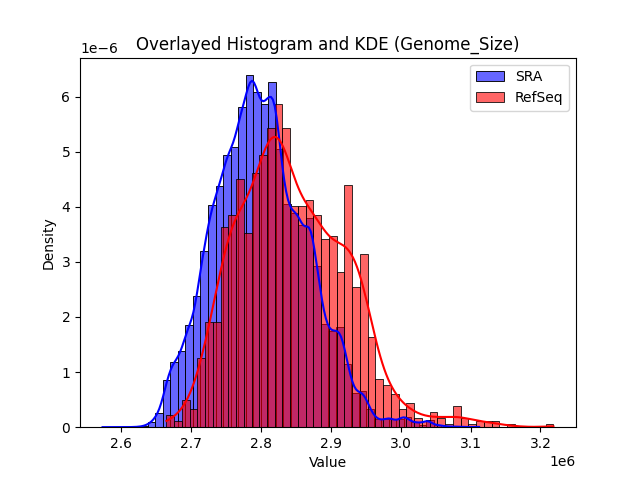 Overlayed Histogram and KDE (Genome_Size)
1e−6
SRA
RefSeq
6
5
4
3
2
1
0
Density
2.6 2.7 2.8 2.9 3.0 3.1 3.2
Value
1e6